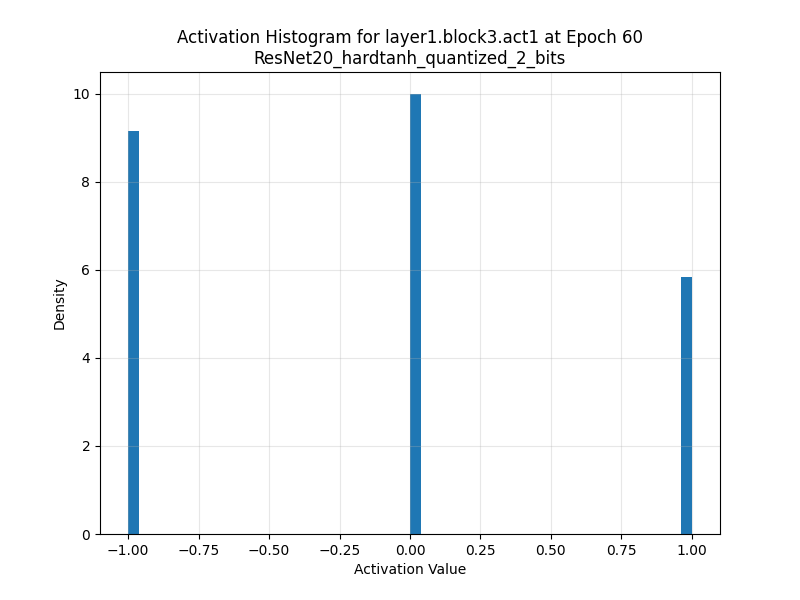 Activation Histogram for layer1.block3.act1 at Epoch 60
ResNet20_hardtanh_quantized_2_bits
Density
10
8
6
4
2
0
−1.00 −0.75 −0.50 −0.25 0.00 0.25 0.50 0.75 1.00
Activation Value